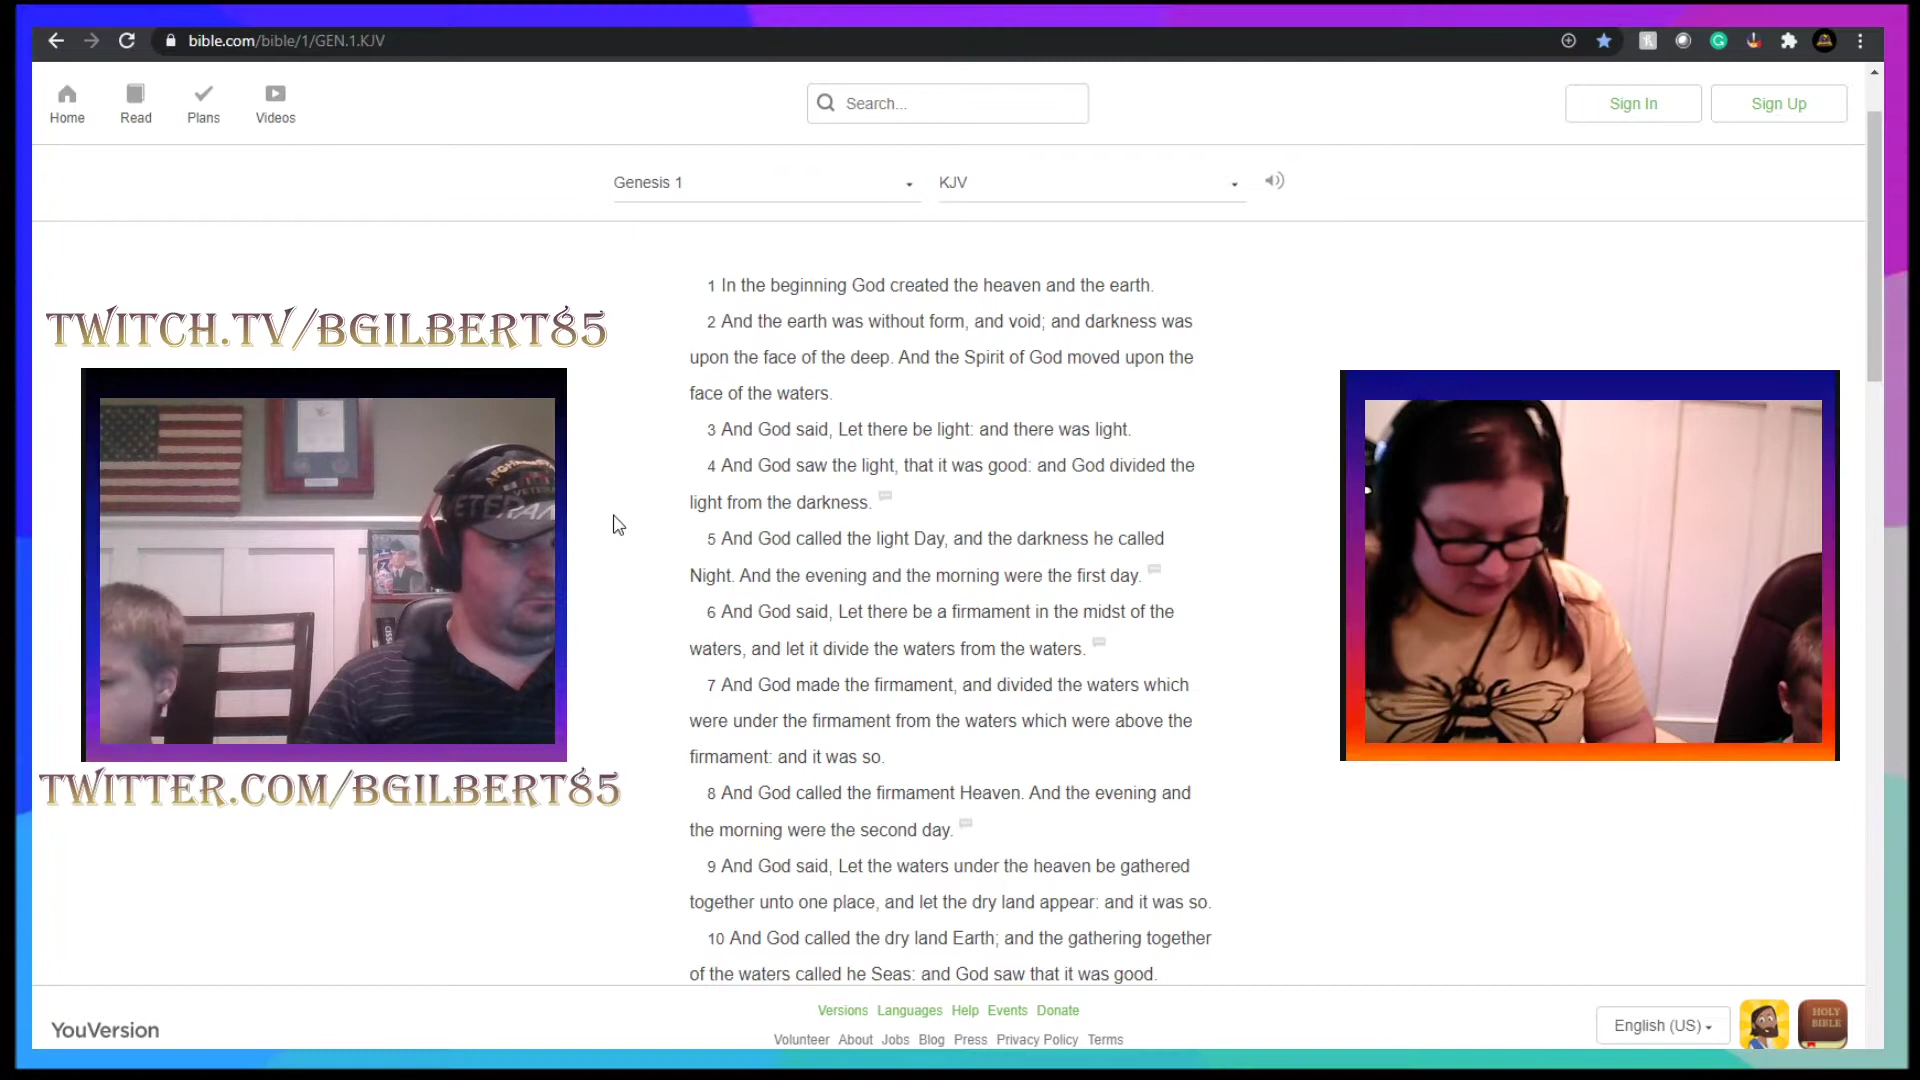 bible.com/bible/1/GEN.1.KJV
Home
Read
Plans
Videos
Search...
Sign In
Sign Up
Genesis 1
KJV
1 In the beginning God created the heaven and the earth.
2 And the earth was without form, and void; and darkness was
upon the face of the deep. And the Spirit of God moved upon the
face of the waters.
3 And God said, Let there be light: and there was light.
4 And God saw the light, that it was good: and God divided the
light from the darkness.
5 And God called the light Day, and the darkness he called
Night. And the evening and the morning were the first day.
6 And God said, Let there be a firmament in the midst of the
waters, and let it divide the waters from the waters.
7 And God made the firmament, and divided the waters which
were under the firmament from the waters which were above the
firmament: and it was so.
8 And God called the firmament Heaven. And the evening and
the morning were the second day.
9 And God said, Let the waters under the heaven be gathered
together unto one place, and let the dry land appear: and it was so.
10 And God called the dry land Earth; and the gathering together
of the waters called he Seas: and God saw that it was good.
TWITCH.TV/BGILBERT85
VETERAN
TWITTER.COM/BGILBERT85
YouVersion
Versions Languages Help Events Donate
Volunteer About Jobs Blog Press Privacy Policy Terms
English (US)
HOLY
BIBLE